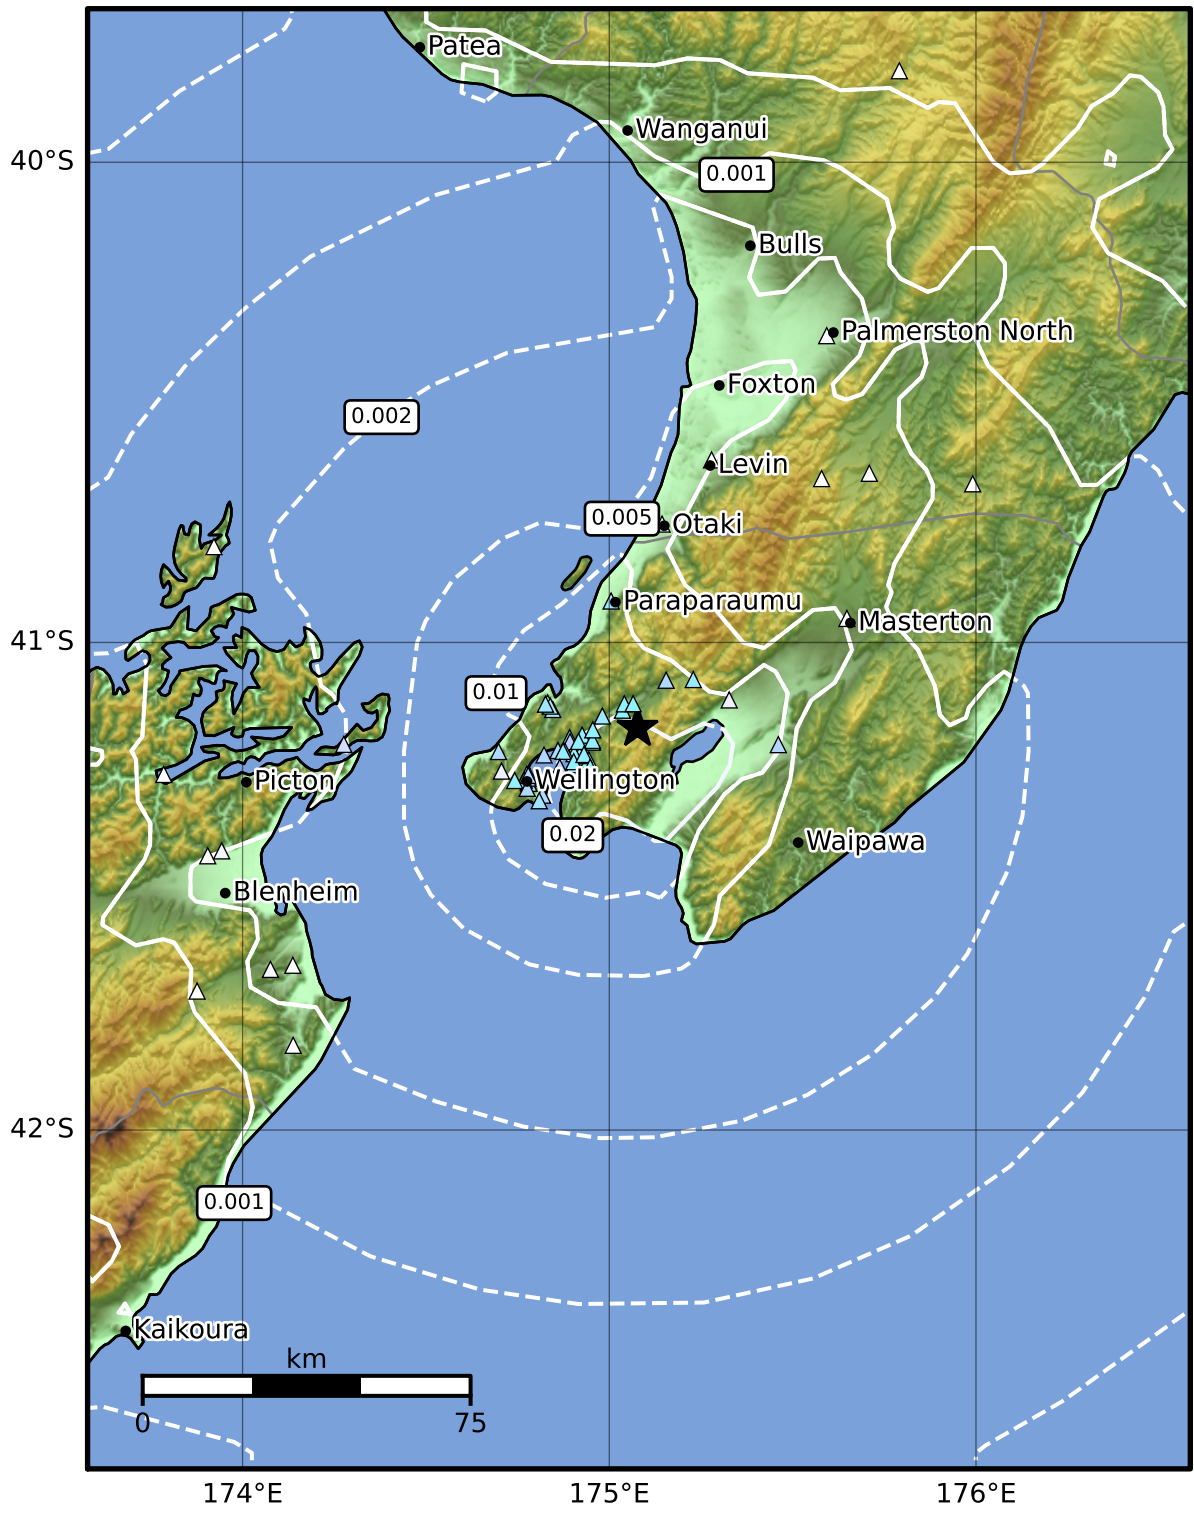 Patea
Wanganui
40°S
0.001
Bulls
Palmerston North
Foxton
0.002
Levin
0.005
Otaki
Paraparaumu
Masterton
41°S
0.01
Picton
Wellington
0.02
Waipawa
Blenheim
42°S
0.001
Kaikoura
km
0
75
174°E
175°E
176°E